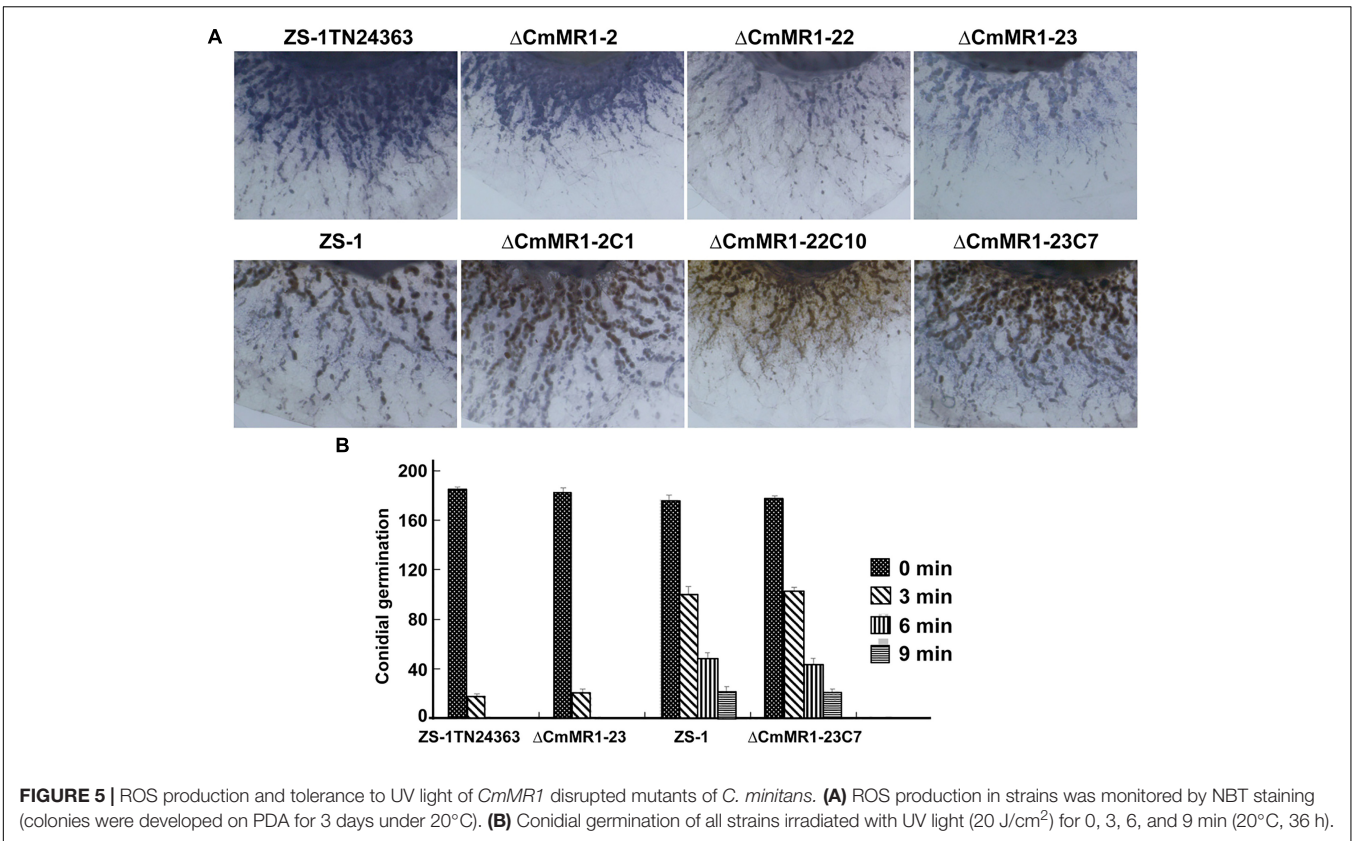 A
ZS-1TN24363 ΔCmMR1-2 ΔCmMR1-22 ΔCmMR1-23
ZS-1 ΔCmMR1-2C1 ΔCmMR1-22C10 ΔCmMR1-23C7
B
Conidial germination
200
160
120
80
40
0
0 min
3 min
6 min
9 min
ZS-1TN24363 ΔCmMR1-23 ZS-1 ΔCmMR1-23C7
FIGURE 5 | ROS production and tolerance to UV light of CmMR1 disrupted mutants of C. minitans. (A) ROS production in strains was monitored by NBT staining
(colonies were developed on PDA for 3 days under 20°C). (B) Conidial germination of all strains irradiated with UV light (20 J/cm²) for 0, 3, 6, and 9 min (20°C, 36 h).